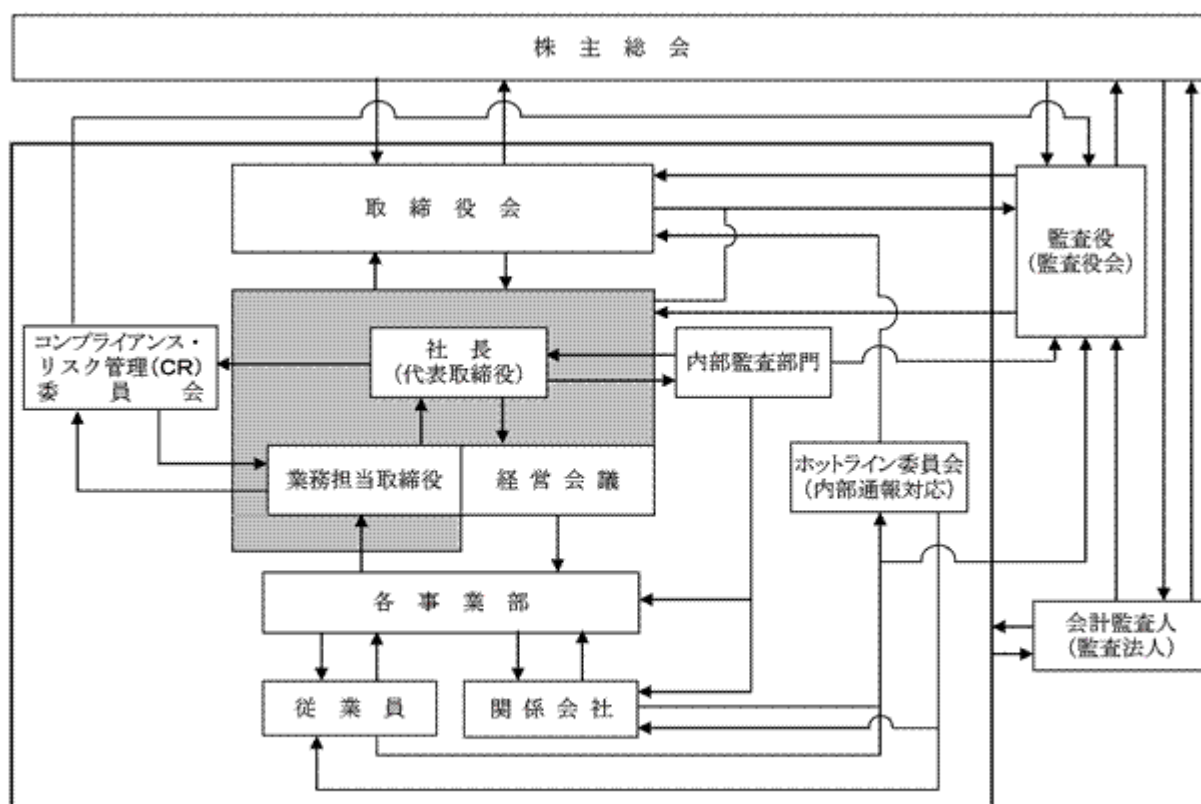 株主総会
取締役会
監査役
(監査役会)
コンプライアンス・
リスク管理(CR)
委員会
社長
(代表取締役)
内部監査部門
業務担当取締役
経営会議
ホットライン委員会
(内部通報対応)
各事業部
会計監査人
(監査法人)
従業員
関係会社